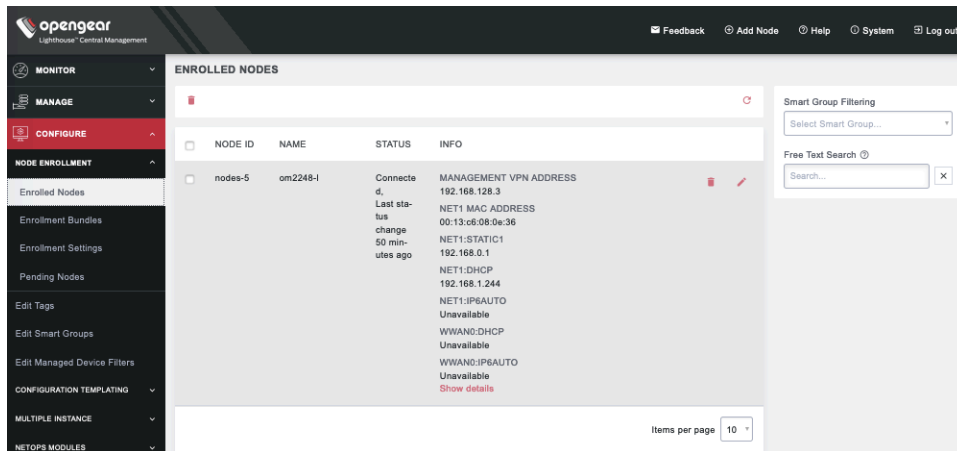 opengear
Lighthouse™ Central Management
Feedback
Add Node
Help
System
Log out
MONITOR
MANAGE
CONFIGURE
NODE ENROLLMENT
Enrolled Nodes
Enrollment Bundles
Enrollment Settings
Pending Nodes
Edit Tags
Edit Smart Groups
Edit Managed Device Filters
CONFIGURATION TEMPLATING
MULTIPLE INSTANCE
NETOPS MODULES
ENROLLED NODES
NODE ID NAME STATUS INFO
nodes-5
om2248-l
Connecte
d,
Last sta-
tus
change
50 min-
utes ago
MANAGEMENT VPN ADDRESS
192.168.128.3
NET1 MAC ADDRESS
00:13:c6:08:0e:36
NET1:STATIC1
192.168.0.1
NET1:DHCP
192.168.1.244
NET1:IP6AUTO
Unavailable
WWAN0:DHCP
Unavailable
WWAN0:IP6AUTO
Unavailable
Show details
Items per page 10
Smart Group Filtering
Select Smart Group...
Free Text Search
Search...